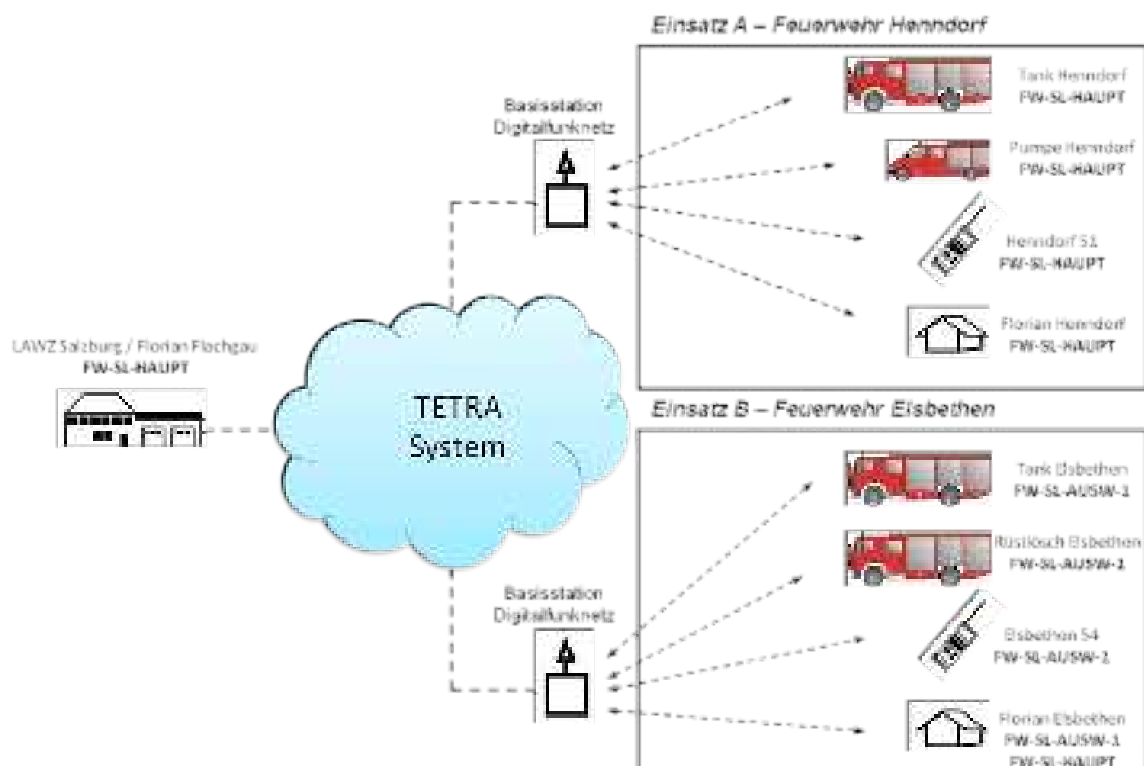 Einsatz A – Feuerwehr Henndorf
Tank Henndorf
FW-SL-HAUPT
Pumpe Henndorf
FW-SL-HAUPT
Henndorf 51
FW-SL-HAUPT
Florian Henndorf
FW-SL-HAUPT
Basisstation
Digitalfunknetz
LAWZ Salzburg / Florian Flachgau
FW-SL-HAUPT
TETRA
System
Einsatz B – Feuerwehr Elsbethen
Tank Elsbethen
FW-SL-AUSW-1
Rüstlösch Elsbethen
FW-SL-AUSW-1
Elsbethen 54
FW-SL-AUSW-1
Florian Elsbethen
FW-SL-AUSW-1
FW-SL-HAUPT
Basisstation
Digitalfunknetz